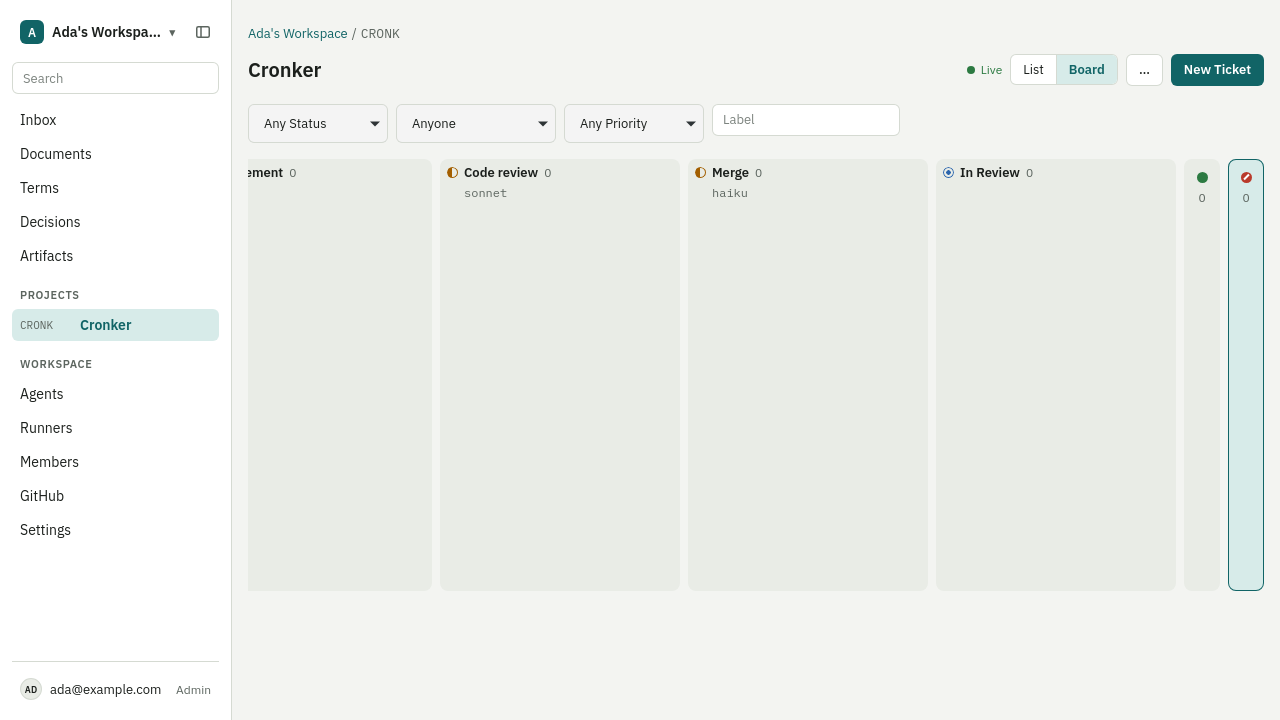 A Ada's Workspa... ▾
Search
Inbox
Documents
Terms
Decisions
Artifacts
PROJECTS
CRONK Cronker
WORKSPACE
Agents
Runners
Members
GitHub
Settings
AD ada@example.com Admin
Ada's Workspace / CRONK
Cronker
Live List Board ... New Ticket
Any Status Anyone Any Priority Label
ement 0
Code review 0
sonnet
Merge 0
haiku
In Review 0
0
0